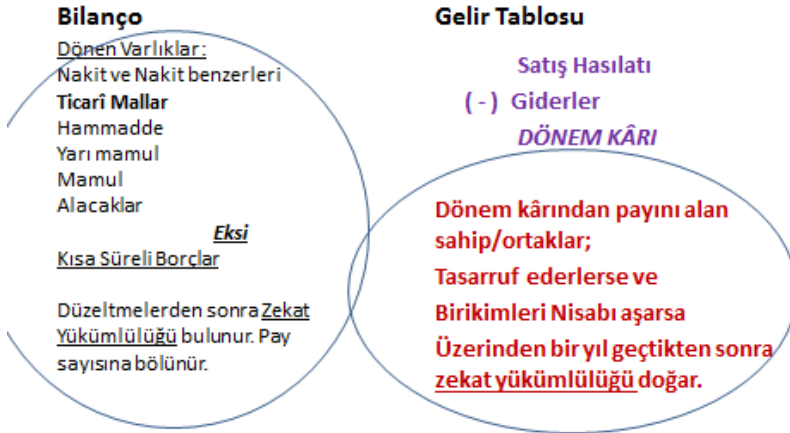 Bilanço
Dönen Varlıklar:
Nakit ve Nakit benzerleri
Ticarî Mallar
Hammadde
Yarı mamul
Mamul
Alacaklar
Eksi
Kısa Süreli Borçlar
Düzeltmelerden sonra Zekat
Yükümlülüğü bulunur. Pay
sayısına bölünür.
Gelir Tablosu
Satış Hasılatı
( - ) Giderler
DÖNEM KÂRI
Dönem kârından payını alan
sahip/ortaklar;
Tasarruf ederlerse ve
Birikimleri Nisabı aşarsa
Üzerinden bir yıl geçtikten sonra
zekat yükümlülüğü doğar.